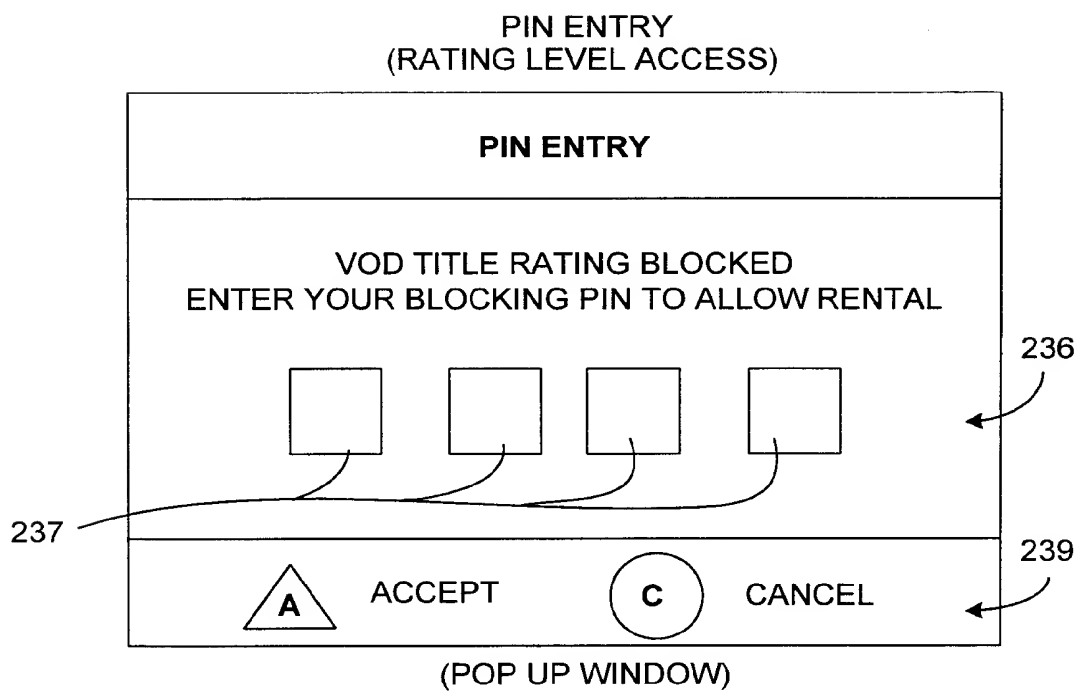 PIN ENTRY
(RATING LEVEL ACCESS)
PIN ENTRY
VOD TITLE RATING BLOCKED
ENTER YOUR BLOCKING PIN TO ALLOW RENTAL
236
237
239
A ACCEPT C CANCEL
(POP UP WINDOW)